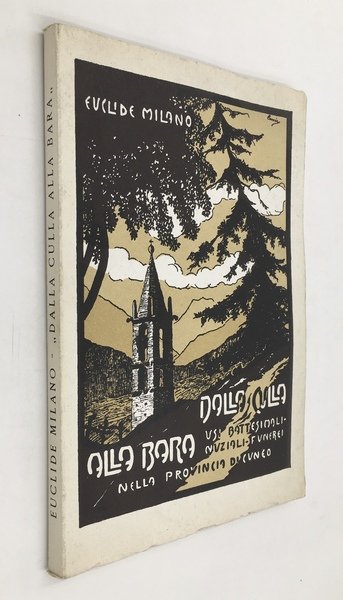 EUCLIDE MILANO - „DALLA CULLA ALLA BARA„
EUCLIDE MILANO
DALLA CULLA
ALLA BARA
USI BATTESIMALI-
NUZIALI-FUNEREI
NELLA PROVINCIA DI CUNEO